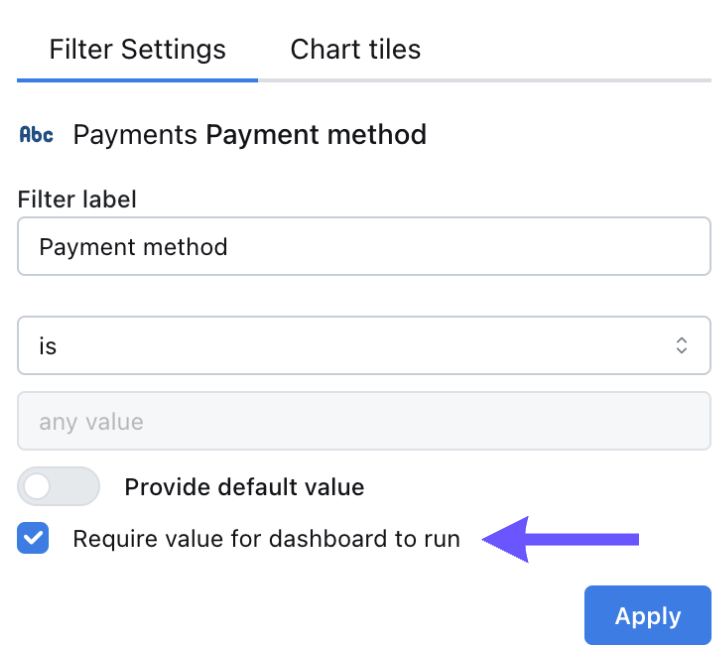 Filter Settings Chart tiles
Abc Payments Payment method
Filter label
Payment method
is
any value
Provide default value
Require value for dashboard to run
Apply